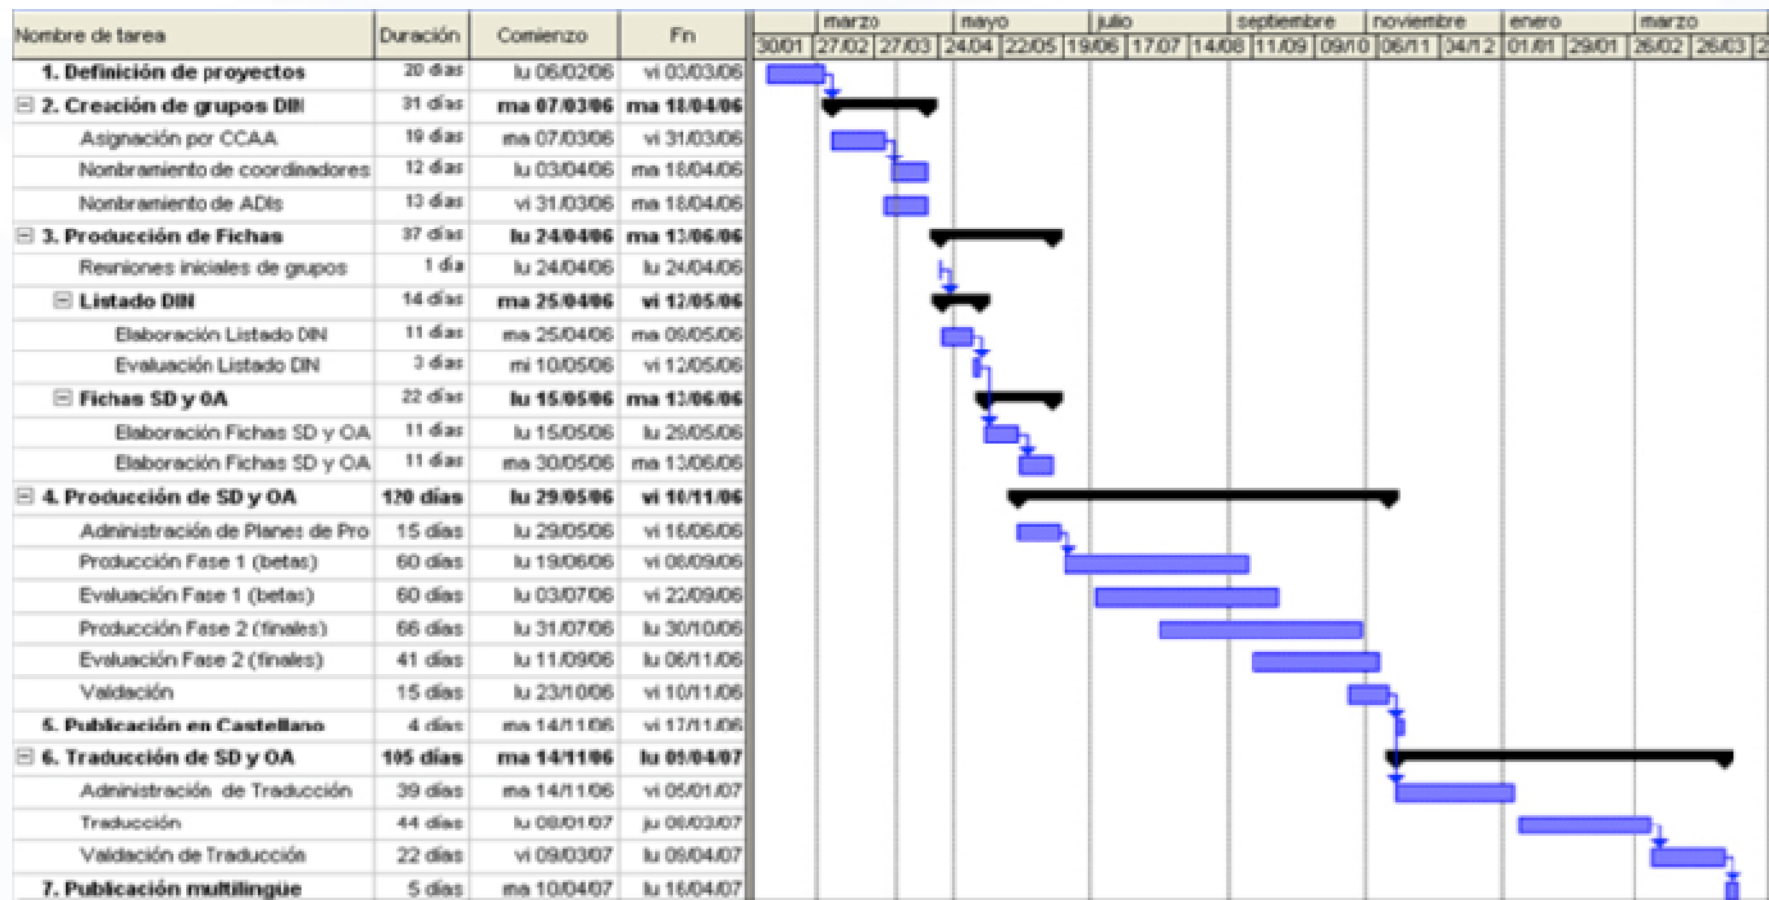 Nombre de tarea Duración Comienzo Fin marzo mayo julio septiembre noviembre enero marzo
30/01 27/02 27/03 24/04 22/05 19/06 17/07 14/08 11/09 09/10 06/11 04/12 01/01 29/01 26/02 26/03 2
1. Definición de proyectos 20 días lu 06/02/06 vi 03/03/06
2. Creación de grupos DIN 31 días ma 07/03/06 ma 18/04/06
Asignación por CCAA 19 días ma 07/03/06 vi 31/03/06
Nombramiento de coordinadores 12 días lu 03/04/06 ma 18/04/06
Nombramiento de ADIs 13 días vi 31/03/06 ma 18/04/06
3. Producción de Fichas 37 días lu 24/04/06 ma 13/06/06
Reuniones iniciales de grupos 1 día lu 24/04/06 lu 24/04/06
Listado DIN 14 días ma 25/04/06 vi 12/05/06
Elaboración Listado DIN 11 días ma 25/04/06 ma 09/05/06
Evaluación Listado DIN 3 días mi 10/05/06 vi 12/05/06
Fichas SD y OA 22 días lu 15/05/06 ma 13/06/06
Elaboración Fichas SD y OA 11 días lu 15/05/06 lu 29/05/06
Elaboración Fichas SD y OA 11 días ma 30/05/06 ma 13/06/06
4. Producción de SD y OA 120 días lu 29/05/06 vi 10/11/06
Administración de Planes de Pro 15 días lu 29/05/06 vi 16/06/06
Producción Fase 1 (betas) 60 días lu 19/06/06 vi 08/09/06
Evaluación Fase 1 (betas) 60 días lu 03/07/06 vi 22/09/06
Producción Fase 2 (finales) 66 días lu 31/07/06 lu 30/10/06
Evaluación Fase 2 (finales) 41 días lu 11/09/06 lu 06/11/06
Validación 15 días lu 23/10/06 vi 10/11/06
5. Publicación en Castellano 4 días ma 14/11/06 vi 17/11/06
6. Traducción de SD y OA 105 días ma 14/11/06 lu 09/04/07
Administración de Traducción 39 días ma 14/11/06 vi 05/01/07
Traducción 44 días lu 08/01/07 ju 08/03/07
Validación de Traducción 22 días vi 09/03/07 lu 09/04/07
7. Publicación multilingüe 5 días ma 10/04/07 lu 16/04/07